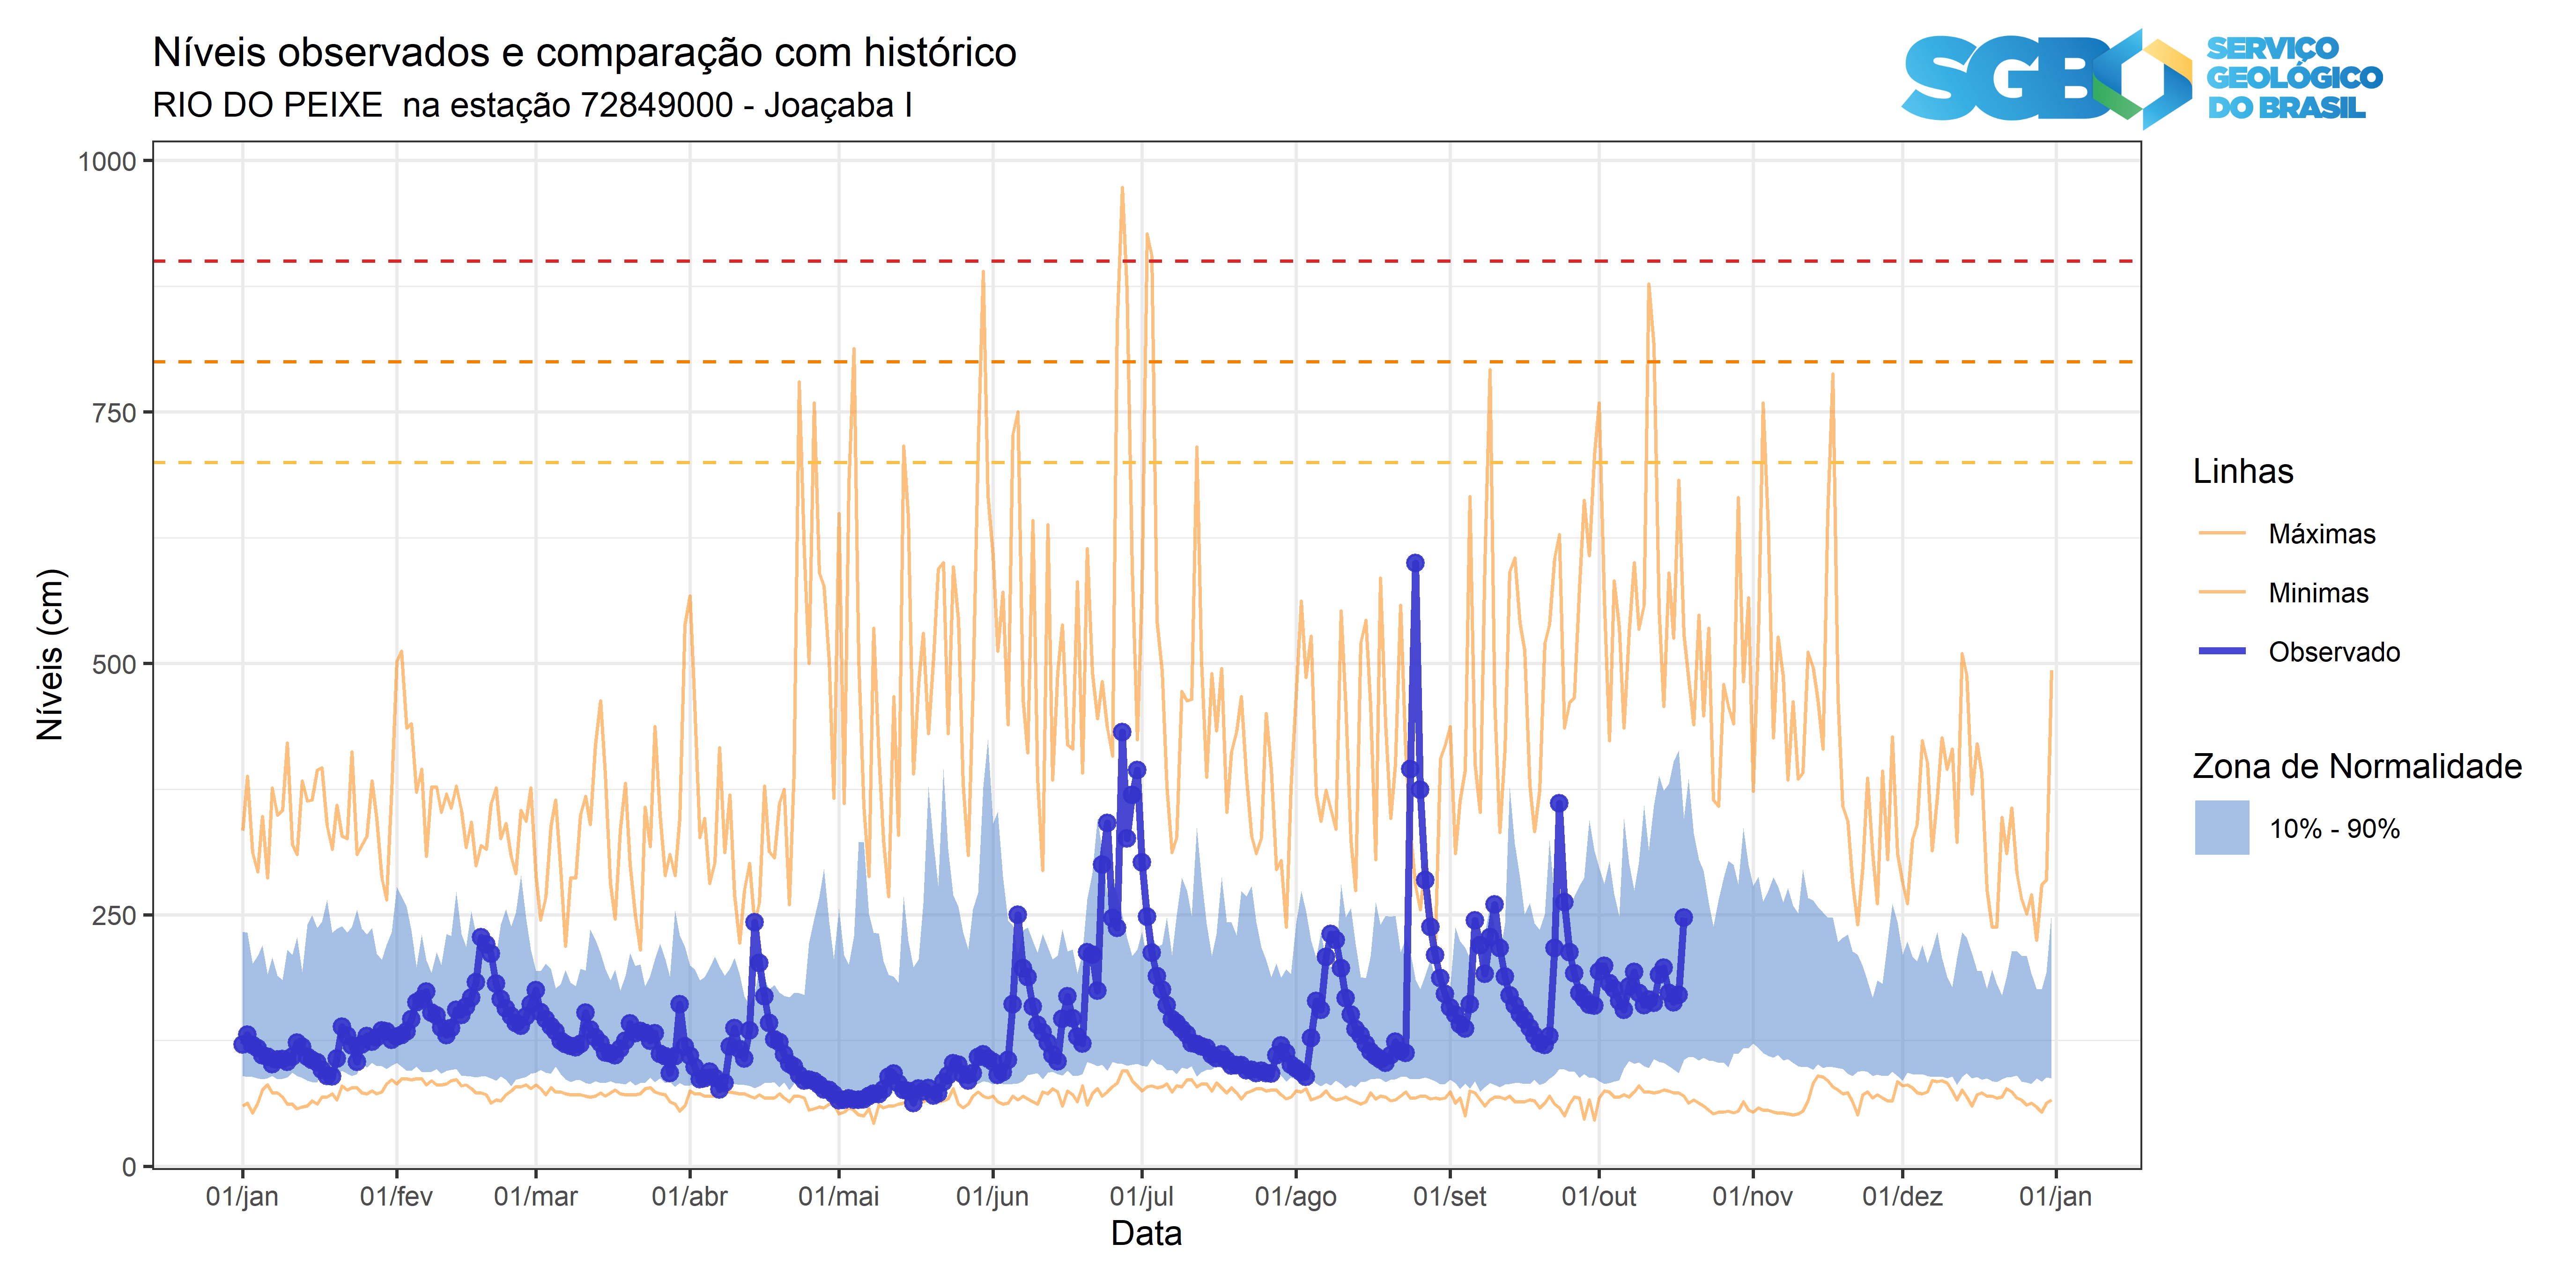 Níveis observados e comparação com histórico
RIO DO PEIXE  na estação 72849000 - Joaçaba I
SGB
SERVIÇO
GEOLÓGICO
DO BRASIL
Níveis (cm)
1000
750
500
250
0
01/jan
01/fev
01/mar
01/abr
01/mai
01/jun
01/jul
01/ago
01/set
01/out
01/nov
01/dez
01/jan
Data
Linhas
Máximas
Minimas
Observado
Zona de Normalidade
10% - 90%